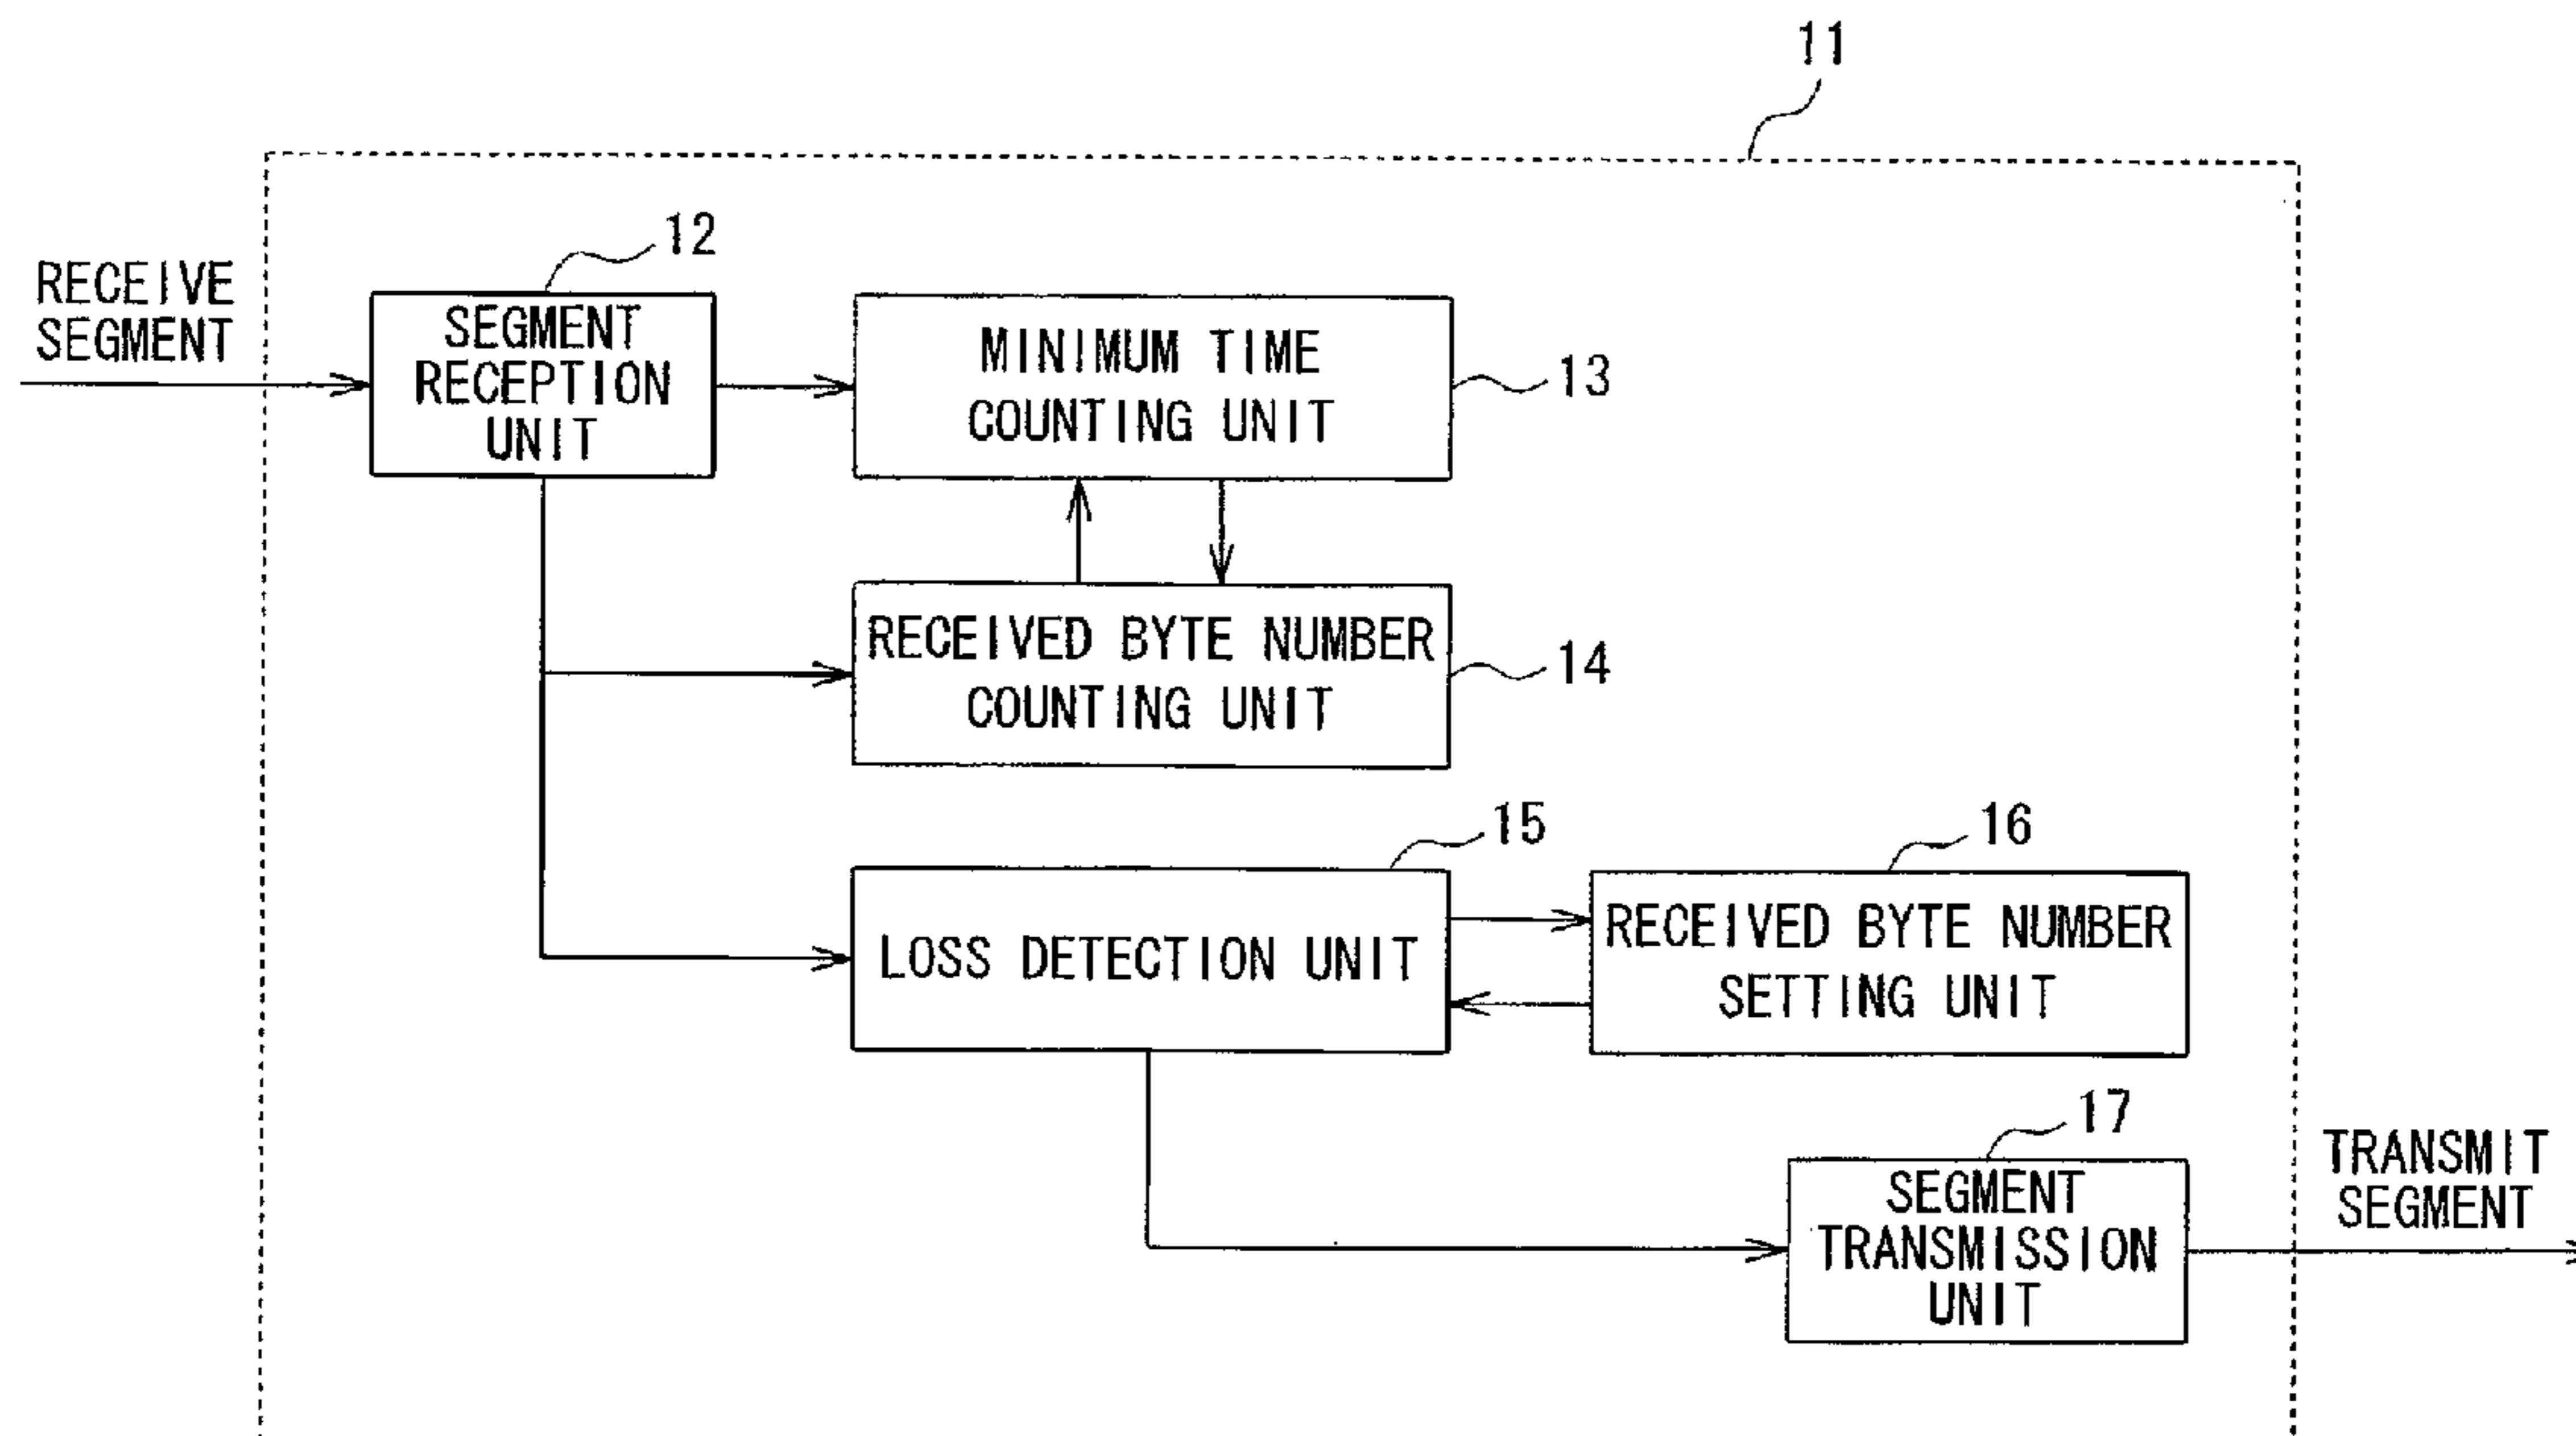 11
12
RECEIVE
SEGMENT
SEGMENT
RECEPTION
UNIT
MINIMUM TIME
COUNTING UNIT
13
RECEIVED BYTE NUMBER
COUNTING UNIT
14
15
16
LOSS DETECTION UNIT
RECEIVED BYTE NUMBER
SETTING UNIT
17
SEGMENT
TRANSMISSION
UNIT
TRANSMIT
SEGMENT